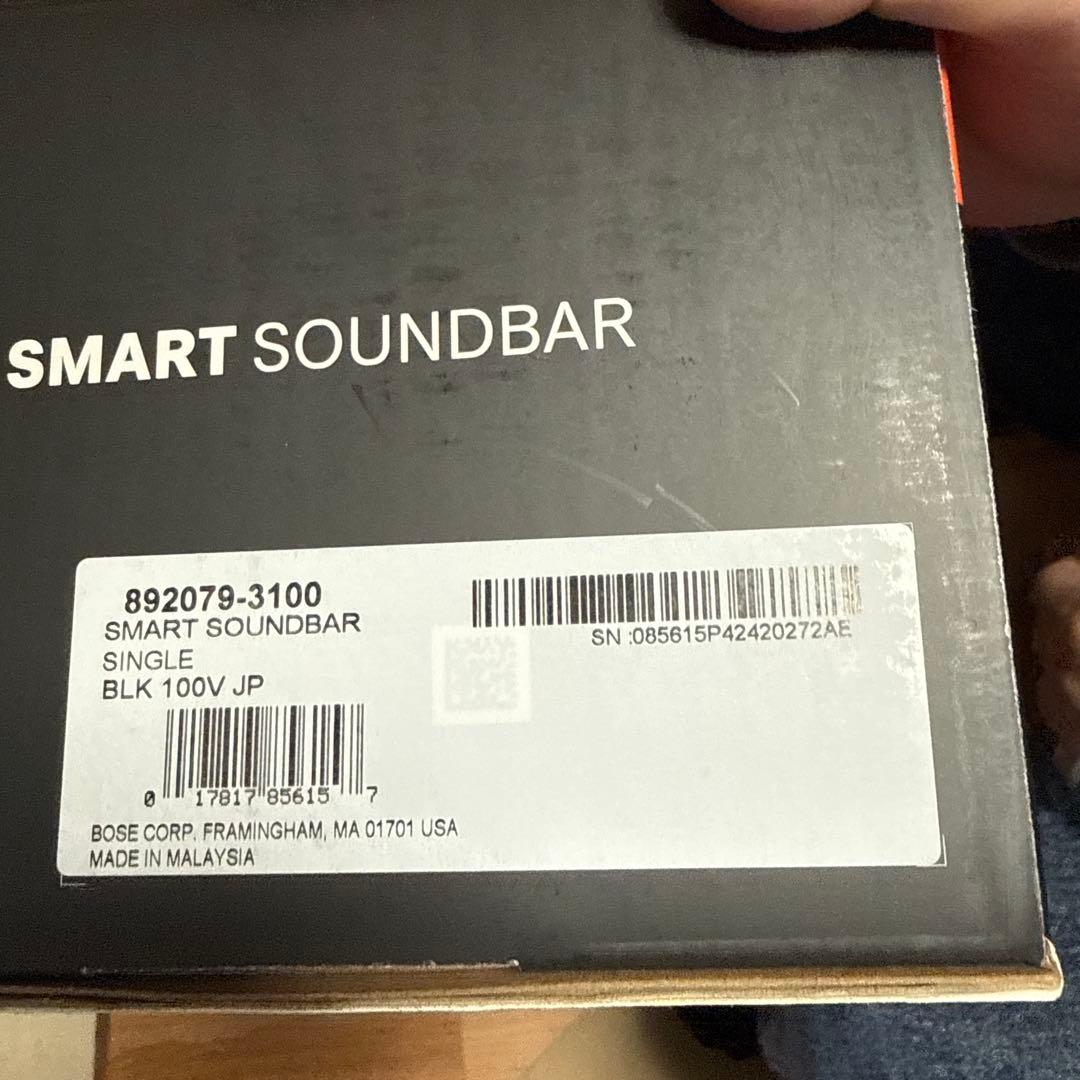 SMART SOUNDBAR
892079-3100
SMART SOUNDBAR
SINGLE
BLK 100V JP
SN :085615P42420272AE
0 17817 85615 7
BOSE CORP. FRAMINGHAM, MA 01701 USA
MADE IN MALAYSIA